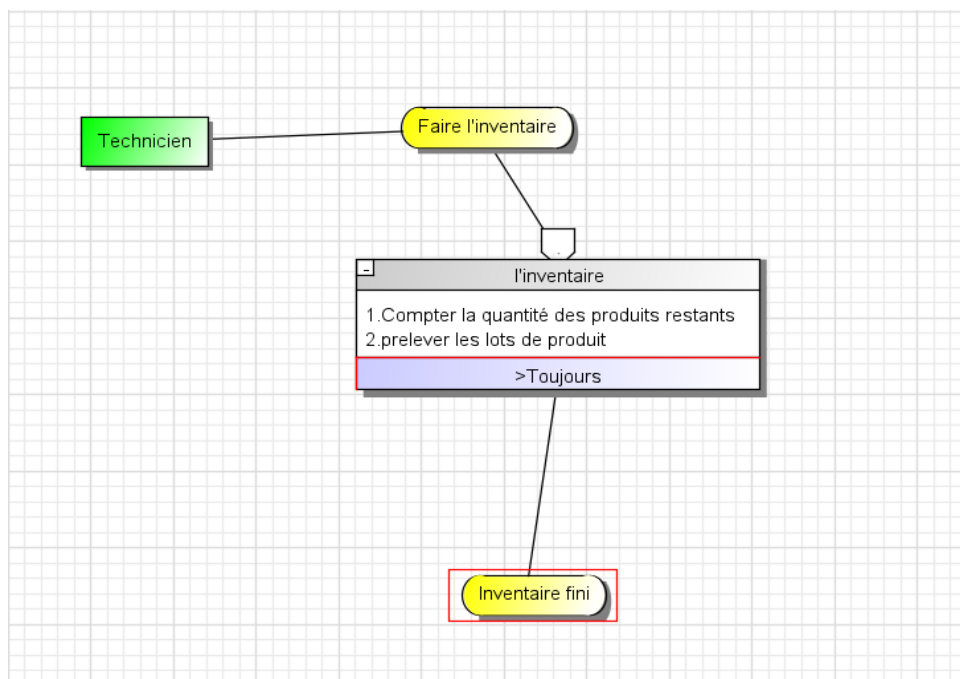 Technicien
Faire l'inventaire
l'inventaire
1.Compter la quantité des produits restants
2.prelever les lots de produit
>Toujours
Inventaire fini